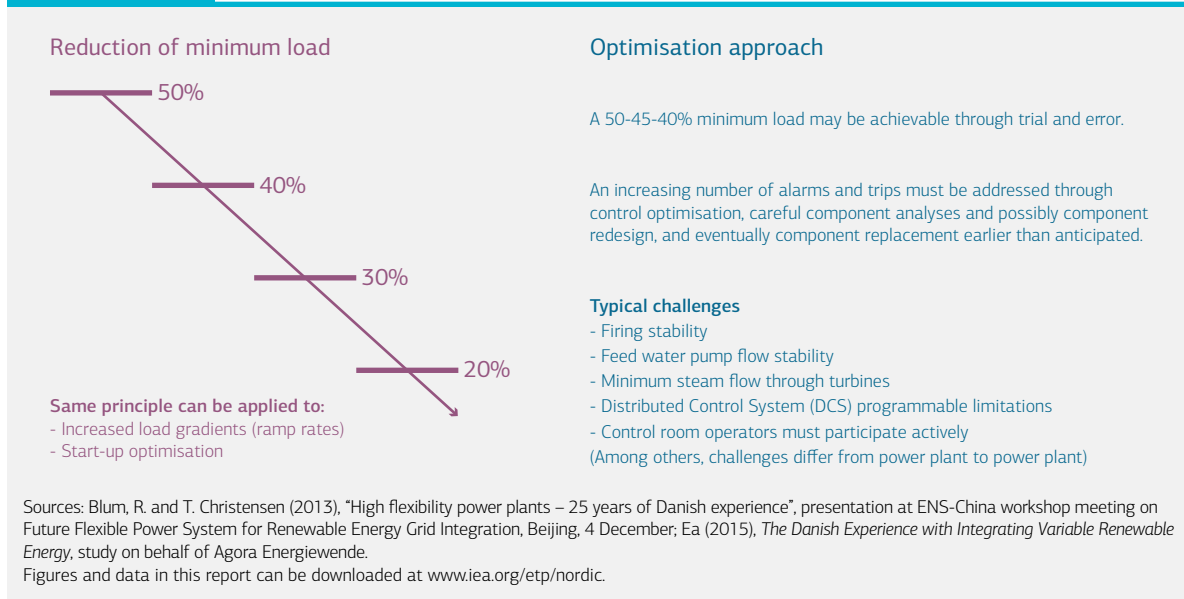 Reduction of minimum load
50%
40%
30%
20%
Same principle can be applied to:
- Increased load gradients (ramp rates)
- Start-up optimisation
Optimisation approach
A 50-45-40% minimum load may be achievable through trial and error.
An increasing number of alarms and trips must be addressed through
control optimisation, careful component analyses and possibly component
redesign, and eventually component replacement earlier than anticipated.
Typical challenges
- Firing stability
- Feed water pump flow stability
- Minimum steam flow through turbines
- Distributed Control System (DCS) programmable limitations
- Control room operators must participate actively
(Among others, challenges differ from power plant to power plant)
Sources: Blum, R. and T. Christensen (2013), “High flexibility power plants – 25 years of Danish experience”, presentation at ENS-China workshop meeting on
Future Flexible Power System for Renewable Energy Grid Integration, Beijing, 4 December; Ea (2015), The Danish Experience with Integrating Variable Renewable
Energy, study on behalf of Agora Energiewende.
Figures and data in this report can be downloaded at www.iea.org/etp/nordic.